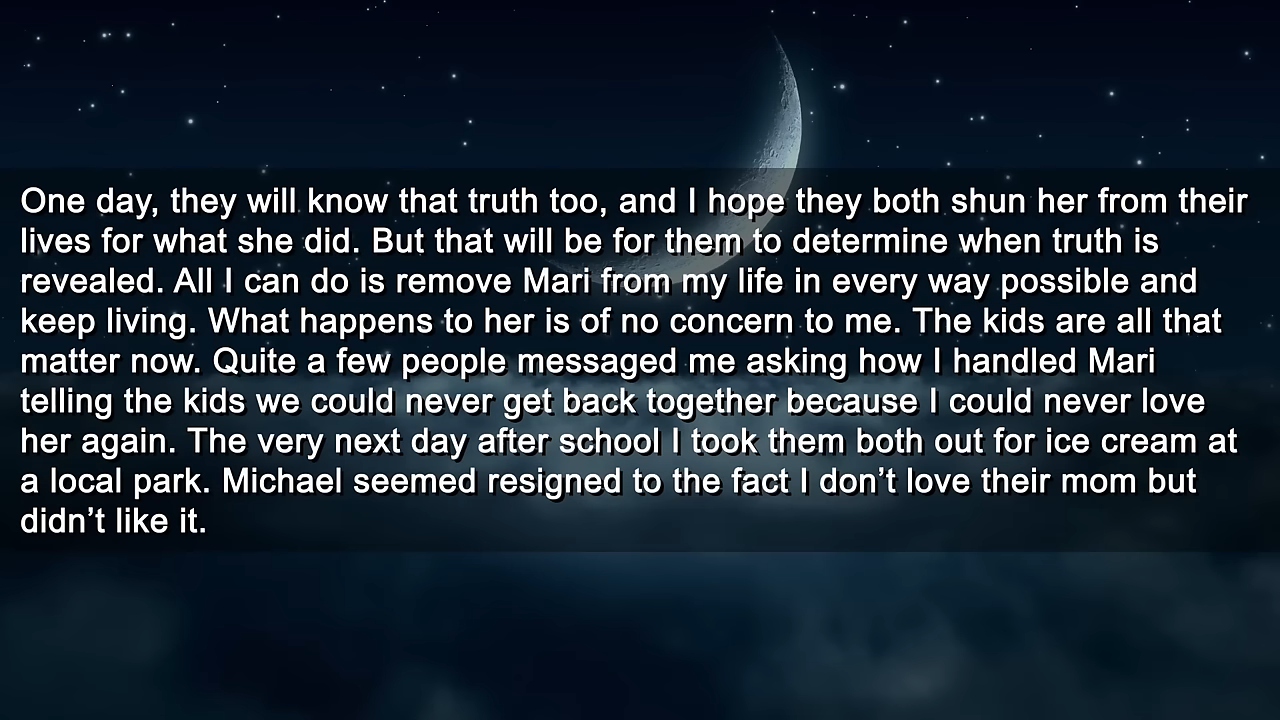 One day, they will know that truth too, and I hope they both shun her from their
lives for what she did. But that will be for them to determine when truth is
revealed. All I can do is remove Mari from my life in every way possible and
keep living. What happens to her is of no concern to me. The kids are all that
matter now. Quite a few people messaged me asking how I handled Mari
telling the kids we could never get back together because I could never love
her again. The very next day after school I took them both out for ice cream at
a local park. Michael seemed resigned to the fact I don’t love their mom but
didn’t like it.